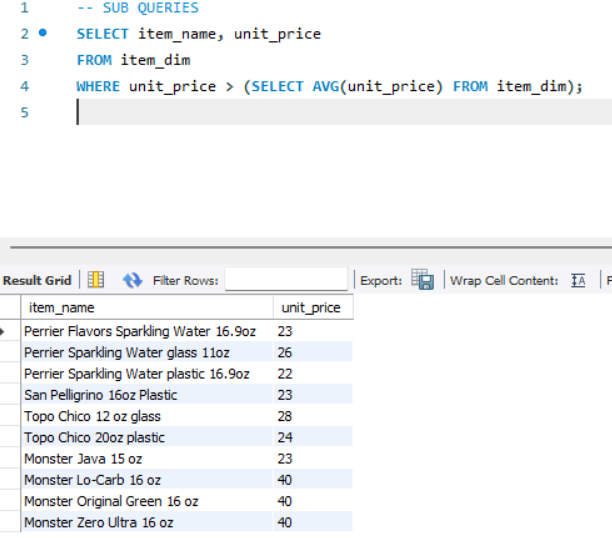 1 -- SUB QUERIES
2 SELECT item_name, unit_price
3 FROM item_dim
4 WHERE unit_price > (SELECT AVG(unit_price) FROM item_dim);
5
Result Grid Filter Rows: Export: Wrap Cell Content: F
item_name unit_price
Perrier Flavors Sparkling Water 16.9oz 23
Perrier Sparkling Water glass 11oz 26
Perrier Sparkling Water plastic 16.9oz 22
San Pelligrino 16oz Plastic 23
Topo Chico 12 oz glass 28
Topo Chico 20oz plastic 24
Monster Java 15 oz 23
Monster Lo-Carb 16 oz 40
Monster Original Green 16 oz 40
Monster Zero Ultra 16 oz 40